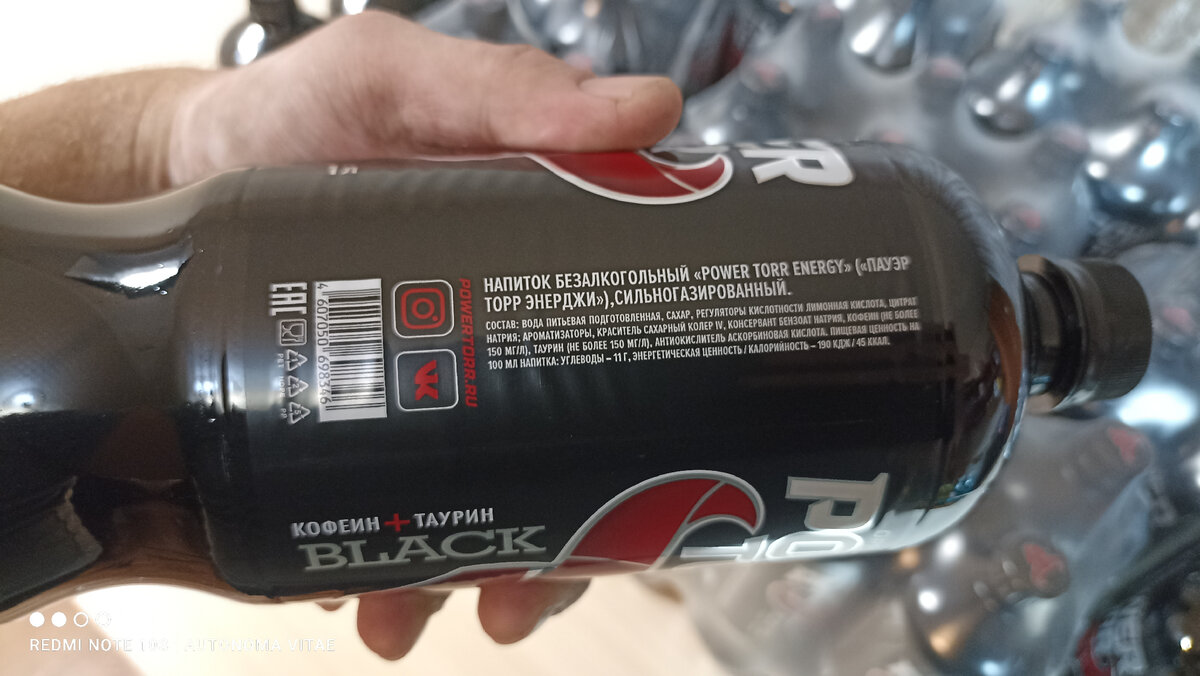 НАПИТОК БЕЗАЛКОГОЛЬНЫЙ «POWER TORR ENERGY» («ПАУЭР
ТОРР ЭНЕРДЖИ»),СИЛЬНОГАЗИРОВАННЫЙ.
СОСТАВ: ВОДА ПИТЬЕВАЯ ПОДГОТОВЛЕННАЯ, САХАР, РЕГУЛЯТОРЫ КИСЛОТНОСТИ ЛИМОННАЯ КИСЛОТА, ЦИТРАТ
НАТРИЯ; АРОМАТИЗАТОРЫ, КРАСИТЕЛЬ САХАРНЫЙ КОЛЕР IV, КОНСЕРВАНТ БЕНЗОАТ НАТРИЯ, КОФЕИН (НЕ БОЛЕЕ
150 МГ/Л), ТАУРИН (НЕ БОЛЕЕ 150 МГ/Л), АНТИОКИСЛИТЕЛЬ АСКОРБИНОВАЯ КИСЛОТА. ПИЩЕВАЯ ЦЕННОСТЬ НА
100 МЛ НАПИТКА: УГЛЕВОДЫ – 11 Г, ЭНЕРГЕТИЧЕСКАЯ ЦЕННОСТЬ / КАЛОРИЙНОСТЬ – 190 КДЖ / 45 ККАЛ.
POWERTORR.RU
4 607050 698346
EAC
КОФЕИН + ТАУРИН
BLACK